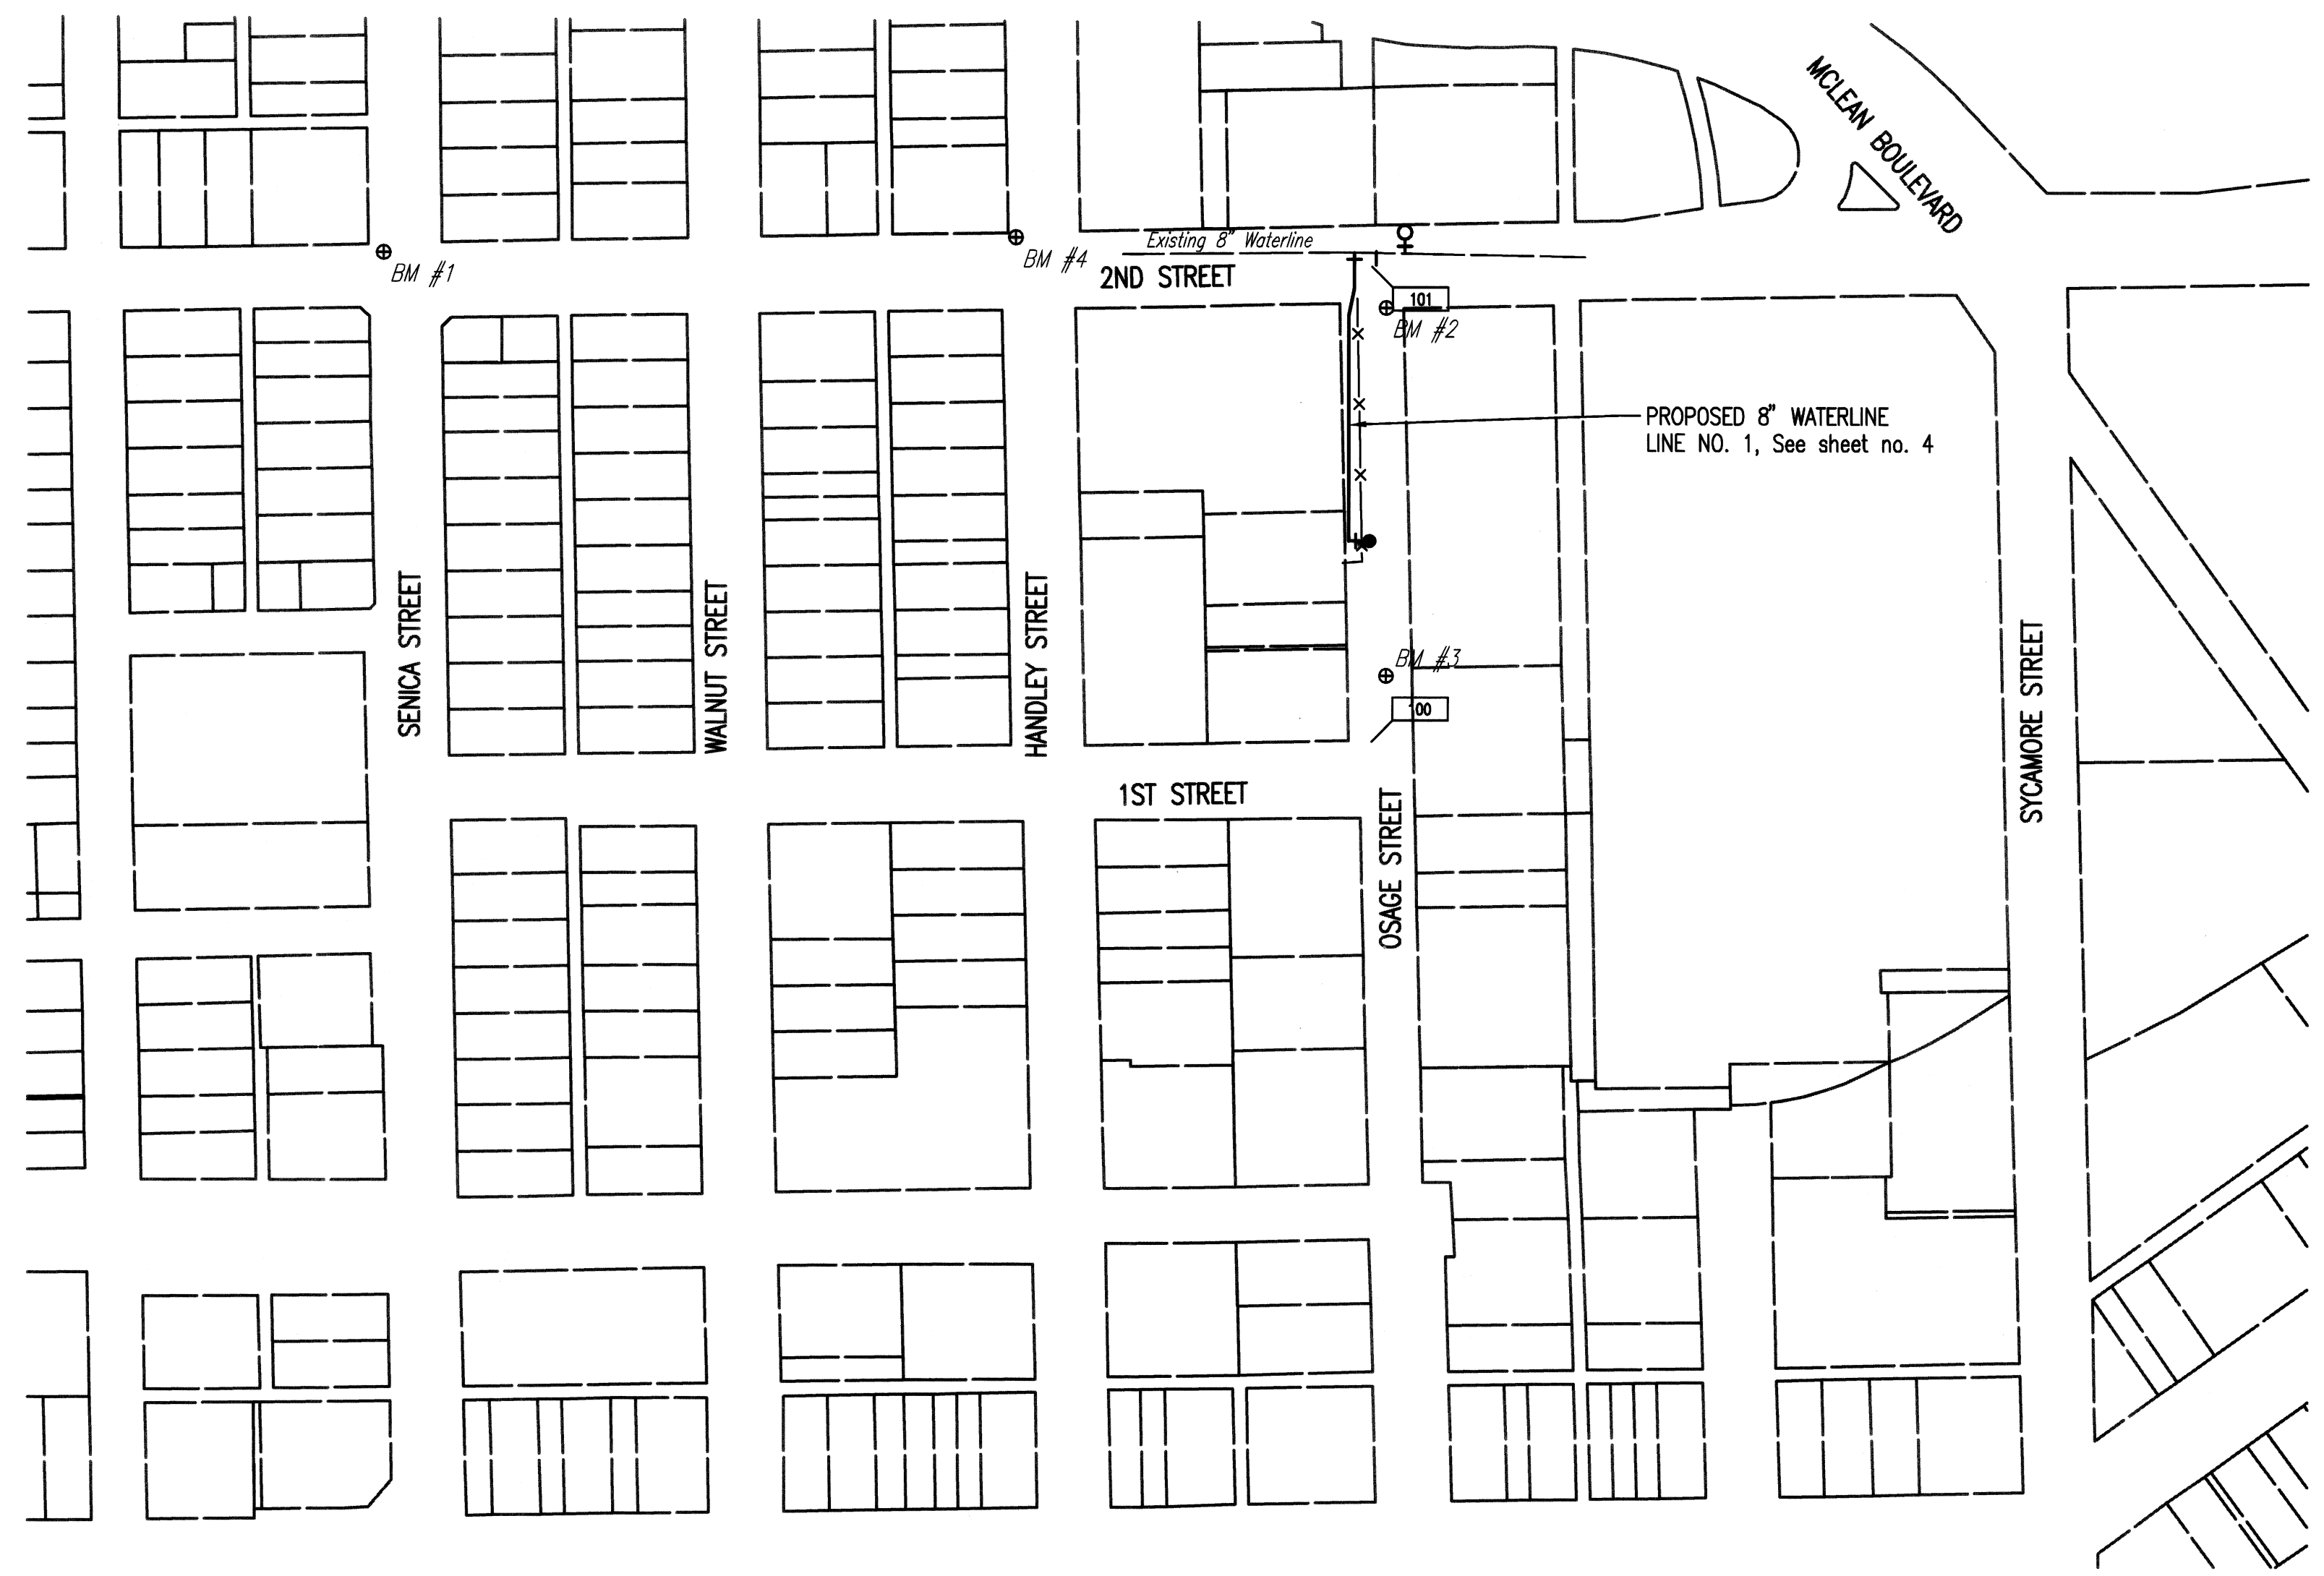 MCLEAN BOULEVARD
Existing 8" Waterline
BM #1
BM #4
2ND STREET
101
BM #2
PROPOSED 8" WATERLINE
LINE NO. 1, See sheet no. 4
SENICA STREET
WALNUT STREET
HANDLEY STREET
BM #3
100
SYCAMORE STREET
1ST STREET
OSAGE STREET